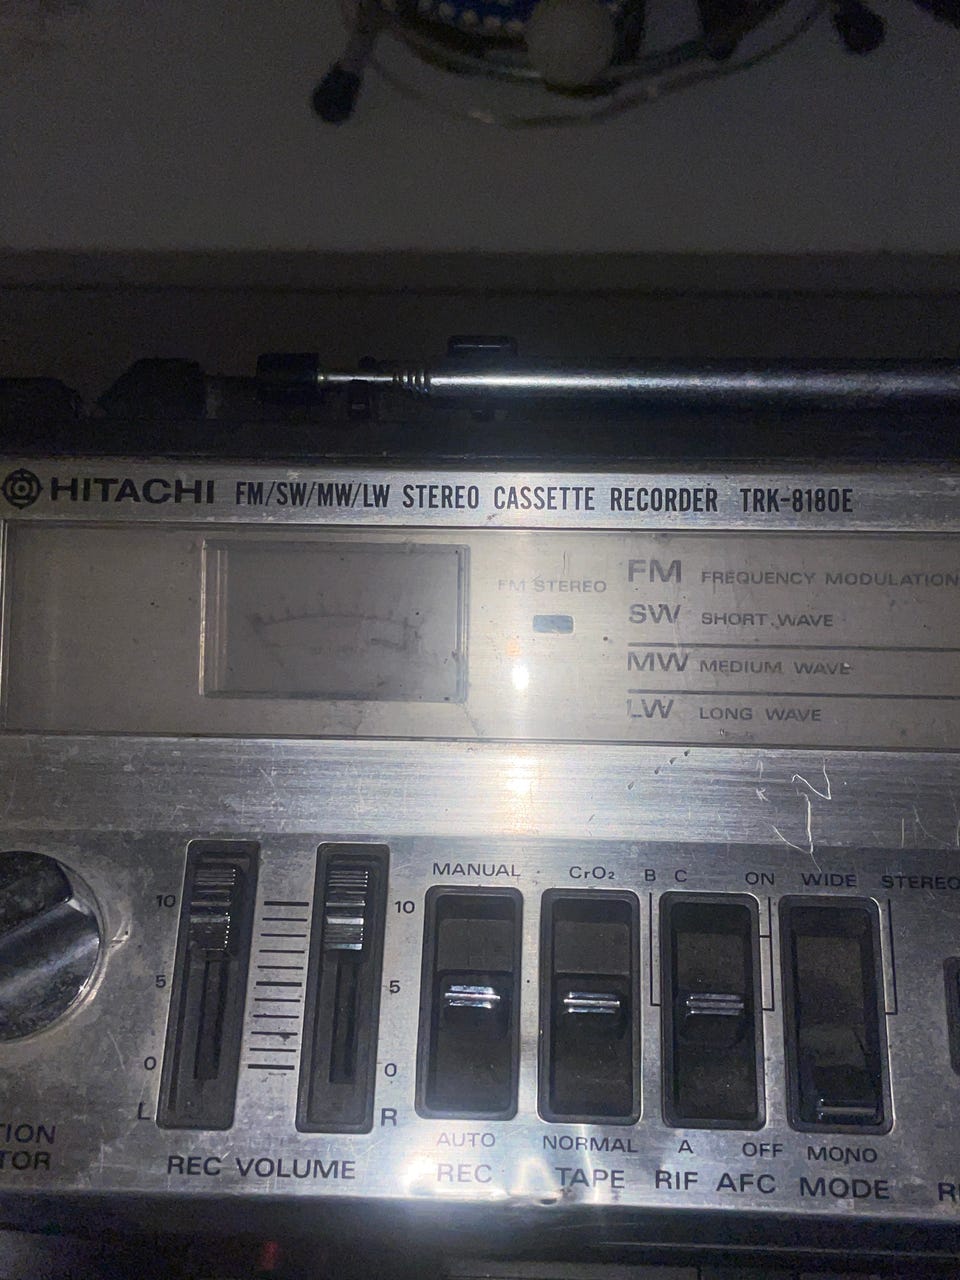 HITACHI FM/SW/MW/LW STEREO CASSETTE RECORDER TRK-8180E
FM STEREO
FM FREQUENCY MODULATION
SW SHORT WAVE
MW MEDIUM WAVE
LW LONG WAVE
MANUAL CrO2 B C ON WIDE STEREO
10 10
5 5
0 0
L R
AUTO NORMAL A OFF MONO
REC VOLUME REC TAPE RIF AFC MODE